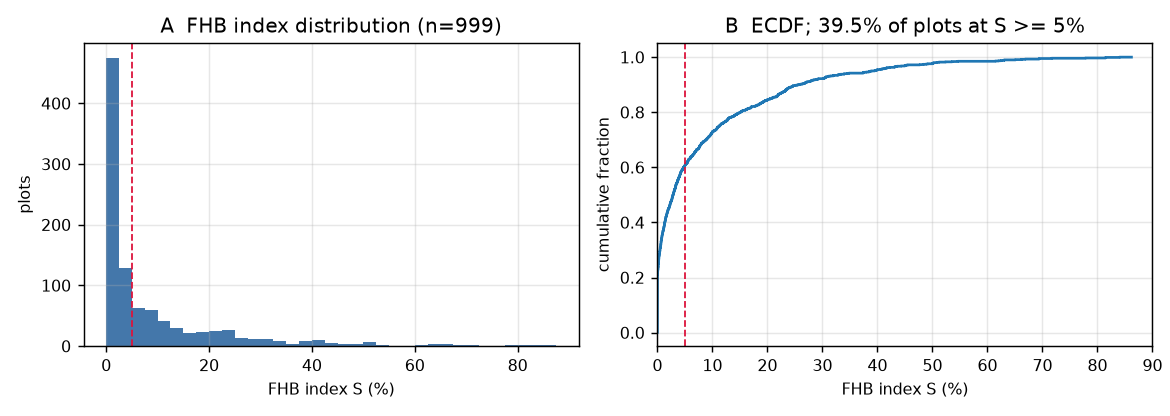 A  FHB index distribution (n=999)
plots
400
300
200
100
0
0 20 40 60 80
FHB index S (%)
B  ECDF; 39.5% of plots at S >= 5%
cumulative fraction
1.0
0.8
0.6
0.4
0.2
0.0
0 10 20 30 40 50 60 70 80 90
FHB index S (%)